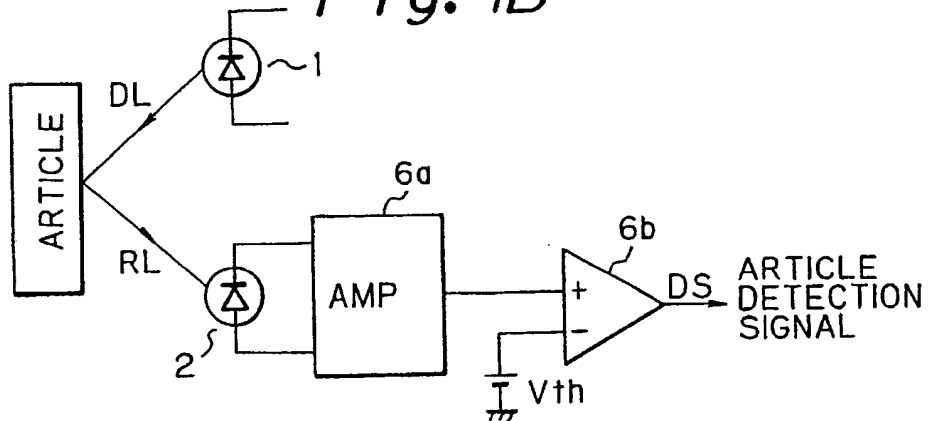 Fig. 1B
1
DL
ARTICLE
6a
6b
RL
AMP
+
−
DS
ARTICLE
DETECTION
SIGNAL
2
Vth